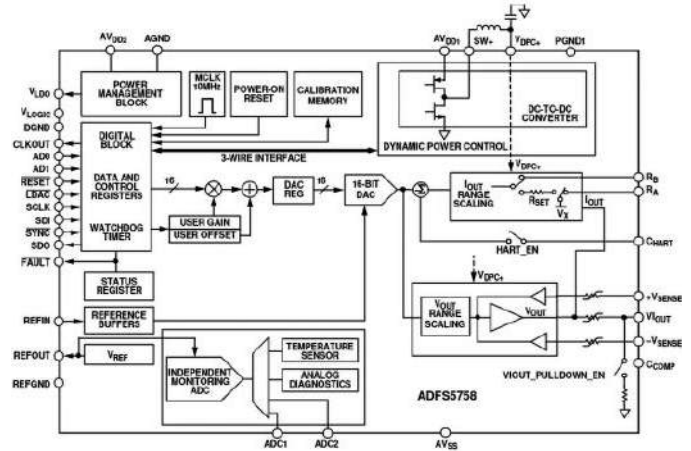 AVDD2
AGND
AVDD1
SW+
VDPC+
PGND1
VLDO
VLOGIC
DGND
CLKOUT
AD0
AD1
RESET
LDAC
SCLK
SDI
SYNC
SDO
FAULT
REFIN
REFOUT
REFGND
POWER
MANAGEMENT
BLOCK
MCLK
10MHz
POWER-ON
RESET
CALIBRATION
MEMORY
DC-TO-DC
CONVERTER
DYNAMIC POWER CONTROL
DIGITAL
BLOCK
DATA AND
CONTROL
REGISTERS
WATCHDOG
TIMER
3-WIRE INTERFACE
16
USER GAIN
USER OFFSET
DAC
REG
16
16-BIT
DAC
VDPC+
IOUT
RANGE
SCALING
RSET
VX
IOUT
RB
RA
HART_EN
CHART
STATUS
REGISTER
REFERENCE
BUFFERS
VREF
VDPC+
VOUT
RANGE
SCALING
VOUT
+VSENSE
VIOUT
−VSENSE
CCOMP
VIOUT_PULLDOWN_EN
INDEPENDENT
MONITORING
ADC
TEMPERATURE
SENSOR
ANALOG
DIAGNOSTICS
ADFS5758
ADC1
ADC2
AVSS